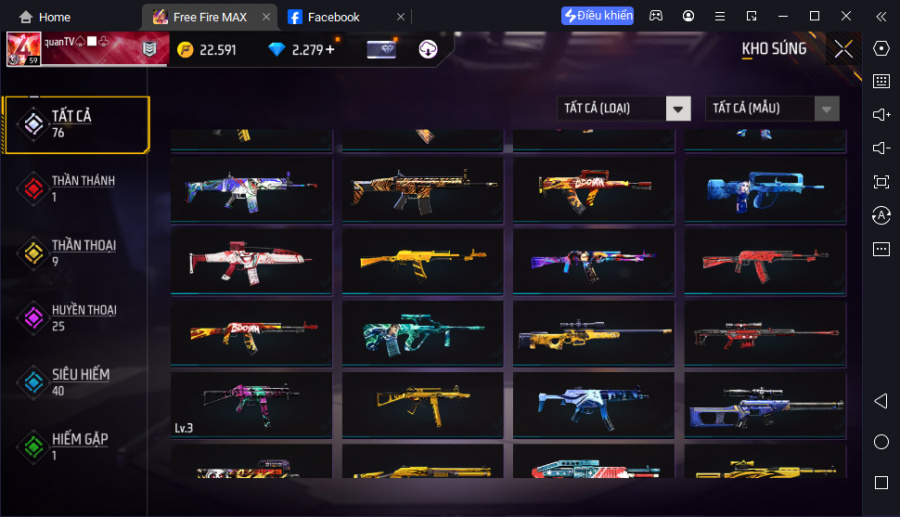 Home
Free Fire MAX
Facebook
Điều khiển
quanTV
59
22.591
2.279 +
KHO SÚNG
TẤT CẢ
76
THẦN THÁNH
1
THẦN THOẠI
9
HUYỀN THOẠI
25
SIÊU HIẾM
40
HIẾM GẶP
1
TẤT CẢ (LOẠI)
TẤT CẢ (MẪU)
BOOYAH
BOOYAH
Lv.3